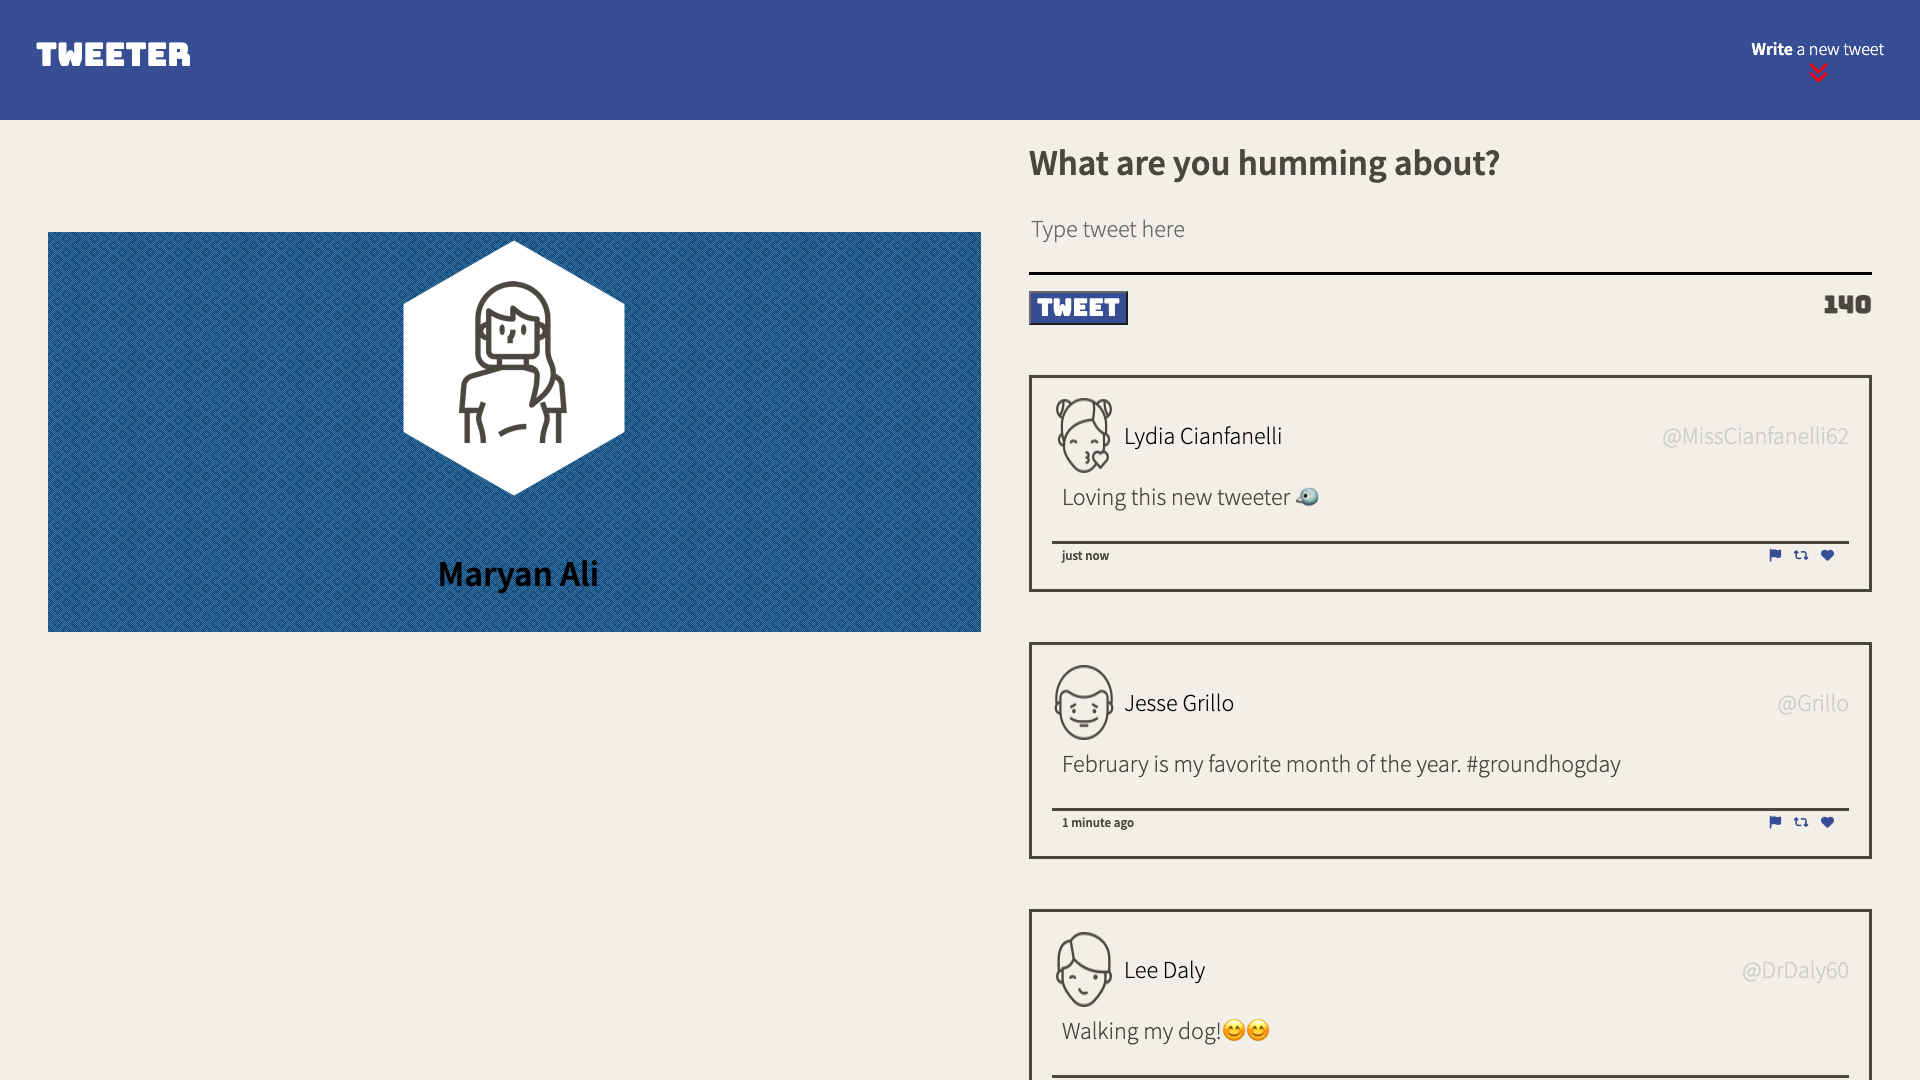 TWEETER
Write a new tweet
Maryan Ali
What are you humming about?
Type tweet here
TWEET
140
Lydia Cianfanelli
@MissCianfanelli62
Loving this new tweeter 🐦
just now
Jesse Grillo
@Grillo
February is my favorite month of the year. #groundhogday
1 minute ago
Lee Daly
@DrDaly60
Walking my dog!😊😊